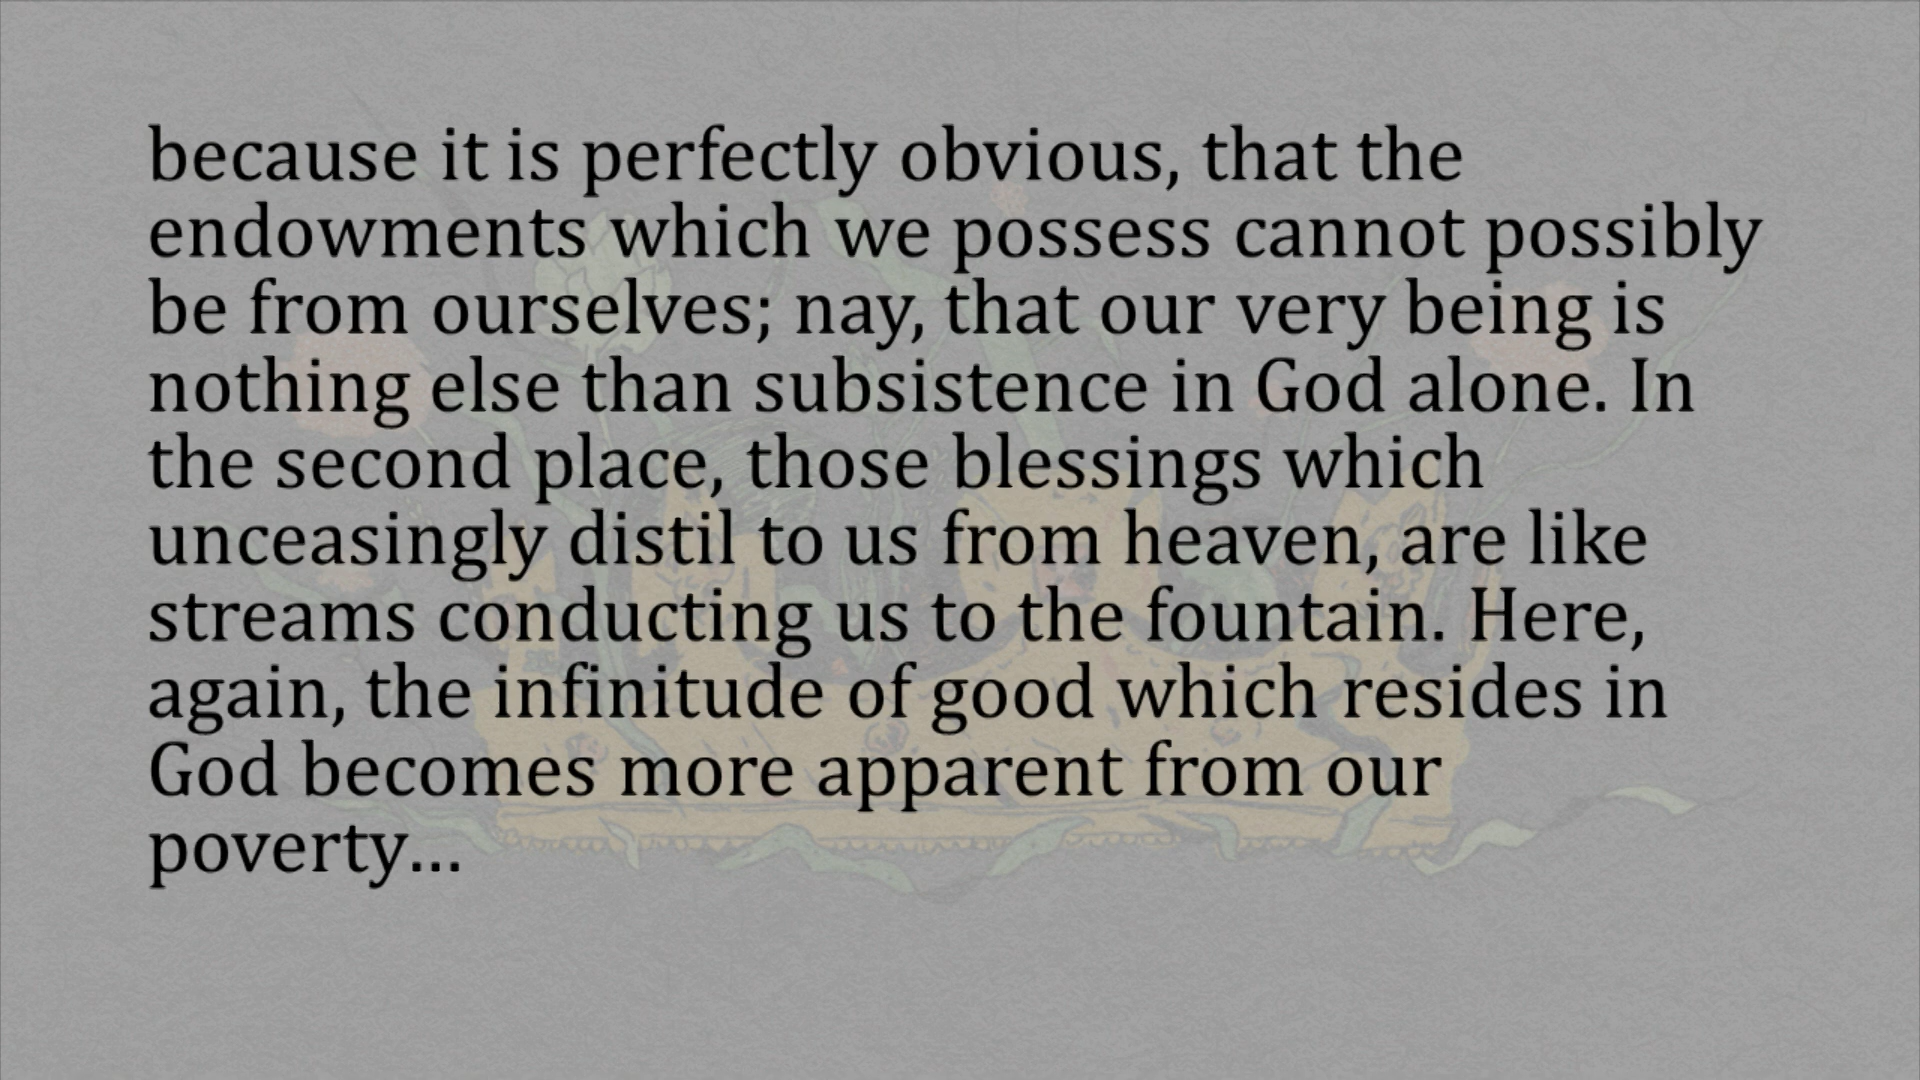 because it is perfectly obvious, that the
endowments which we possess cannot possibly
be from ourselves; nay, that our very being is
nothing else than subsistence in God alone. In
the second place, those blessings which
unceasingly distil to us from heaven, are like
streams conducting us to the fountain. Here,
again, the infinitude of good which resides in
God becomes more apparent from our
poverty...